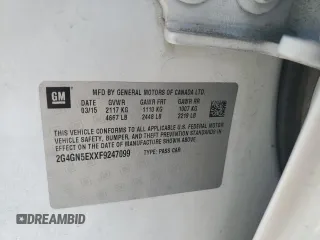 GM
MFD BY GENERAL MOTORS OF CANADA LTD.
DATE GVWR GAWR FRT GAWR RR
03/15 2117 KG 1110 KG 1007 KG
4667 LB 2448 LB 2219 LB
THIS VEHICLE CONFORMS TO ALL APPLICABLE U.S. FEDERAL MOTOR VEHICLE
SAFETY, BUMPER, AND THEFT PREVENTION STANDARDS IN
EFFECT ON THE DATE OF MANUFACTURE SHOWN ABOVE.
2G4GN5EXXF9247099 TYPE: PASS CAR
DREAMBID